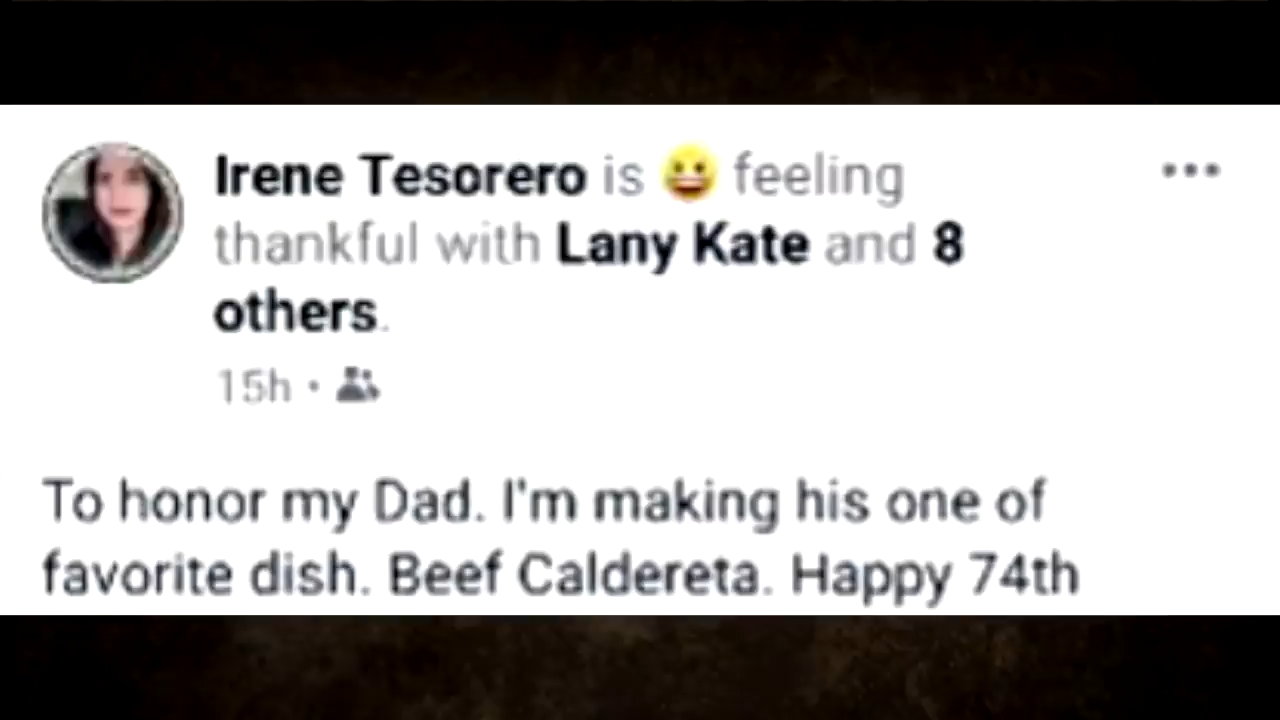 Irene Tesorero is 😀 feeling
thankful with Lany Kate and 8
others.
15h •
To honor my Dad. I'm making his one of
favorite dish. Beef Caldereta. Happy 74th